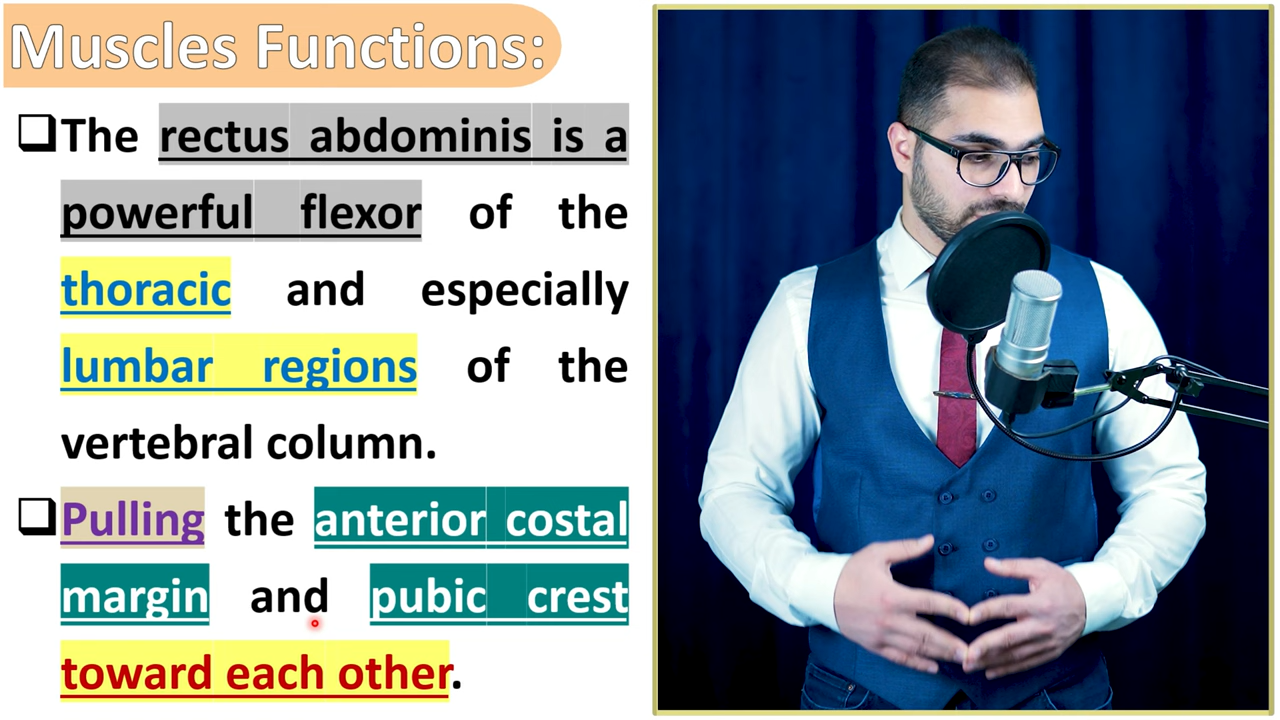 Muscles Functions:
The rectus abdominis is a
powerful flexor of the
thoracic and especially
lumbar regions of the
vertebral column.
Pulling the anterior costal
margin and pubic crest
toward each other.